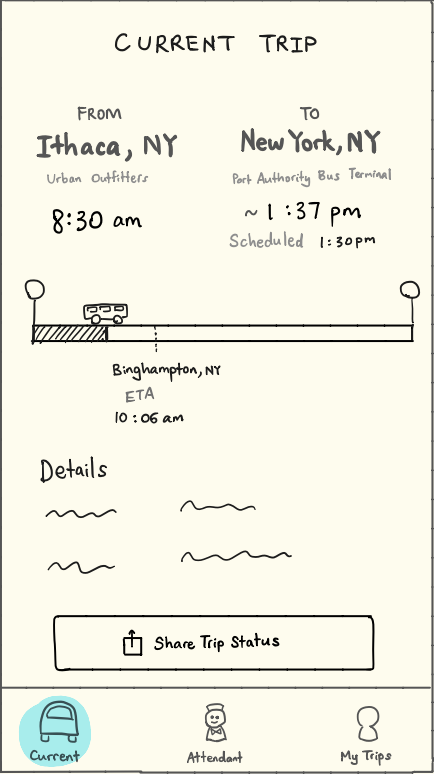 CURRENT TRIP
FROM
Ithaca, NY
Urban Outfitters
8:30 am
TO
New York, NY
Port Authority Bus Terminal
~ 1:37 pm
Scheduled 1:30pm
Binghampton, NY
ETA
10:06 am
Details
Share Trip Status
Current
Attendant
My Trips